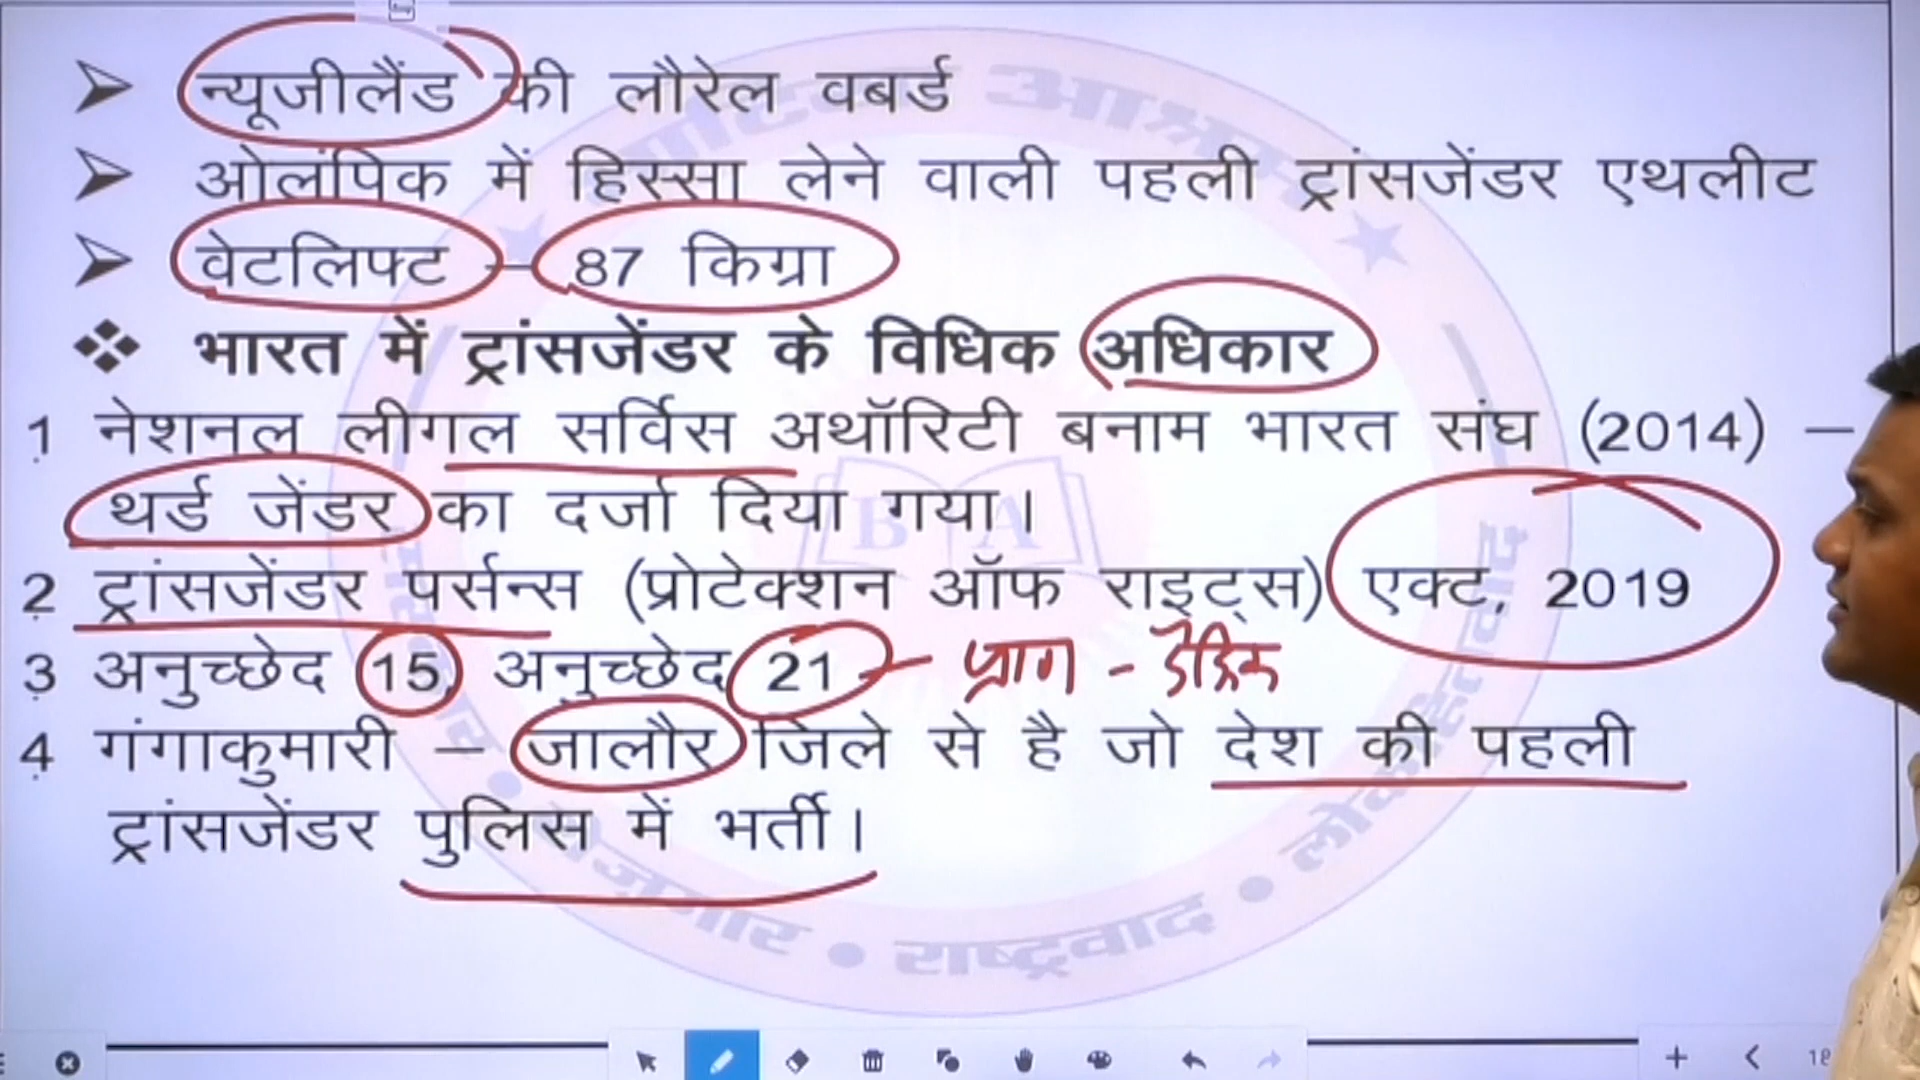 ➢ न्यूजीलैंड की लौरेल वबर्ड
➢ ओलंपिक में हिस्सा लेने वाली पहली ट्रांसजेंडर एथलीट
➢ वेटलिफ्ट – 87 किग्रा
❖ भारत में ट्रांसजेंडर के विधिक अधिकार
1 नेशनल लीगल सर्विस अथॉरिटी बनाम भारत संघ (2014) –
थर्ड जेंडर का दर्जा दिया गया।
2 ट्रांसजेंडर पर्सन्स (प्रोटेक्शन ऑफ राइट्स) एक्ट, 2019
3 अनुच्छेद 15, अनुच्छेद 21 – प्राण - दैहिक
4 गंगाकुमारी – जालौर जिले से है जो देश की पहली
ट्रांसजेंडर पुलिस में भर्ती।
B A
राष्ट्रवाद
18